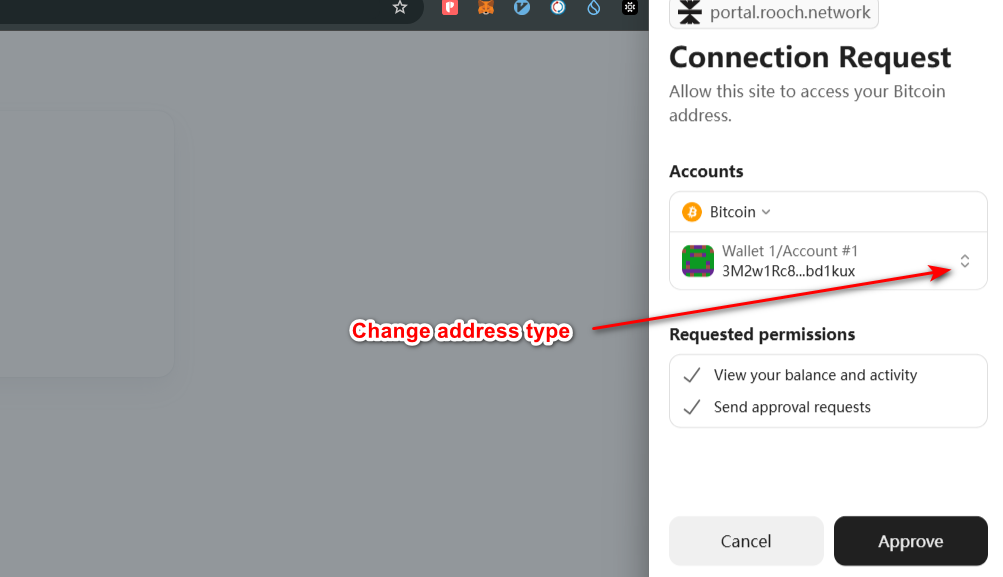 portal.rooch.network
Connection Request
Allow this site to access your Bitcoin
address.
Accounts
Bitcoin
Wallet 1/Account #1
3M2w1Rc8...bd1kux
Change address type
Requested permissions
View your balance and activity
Send approval requests
Cancel
Approve